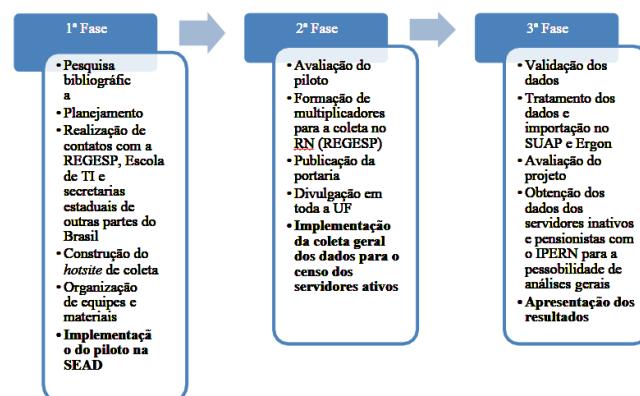 1ª Fase
• Pesquisa
bibliográfic
a
• Planejamento
• Realização de
contatos com a
REGESP, Escola
de TI e
secretarias
estaduais de
outras partes do
Brasil
• Construção do
hotsite de coleta
• Organização
de equipes e
materiais
• Implementaçã
o do piloto na
SEAD
2ª Fase
• Avaliação do
piloto
• Formação de
multiplicadores
para a coleta no
RN (REGESP)
• Publicação da
portaria
• Divulgação em
toda a UF
• Implementação
da coleta geral
dos dados para o
censo dos
servidores ativos
3ª Fase
• Validação dos
dados
• Tratamento dos
dados e
importação no
SUAP e Ergon
• Avaliação do
projeto
• Obtenção dos
dados dos
servidores inativos
e pensionistas com
o IPERN para a
pessobilidade de
análises gerais
• Apresentação dos
resultados